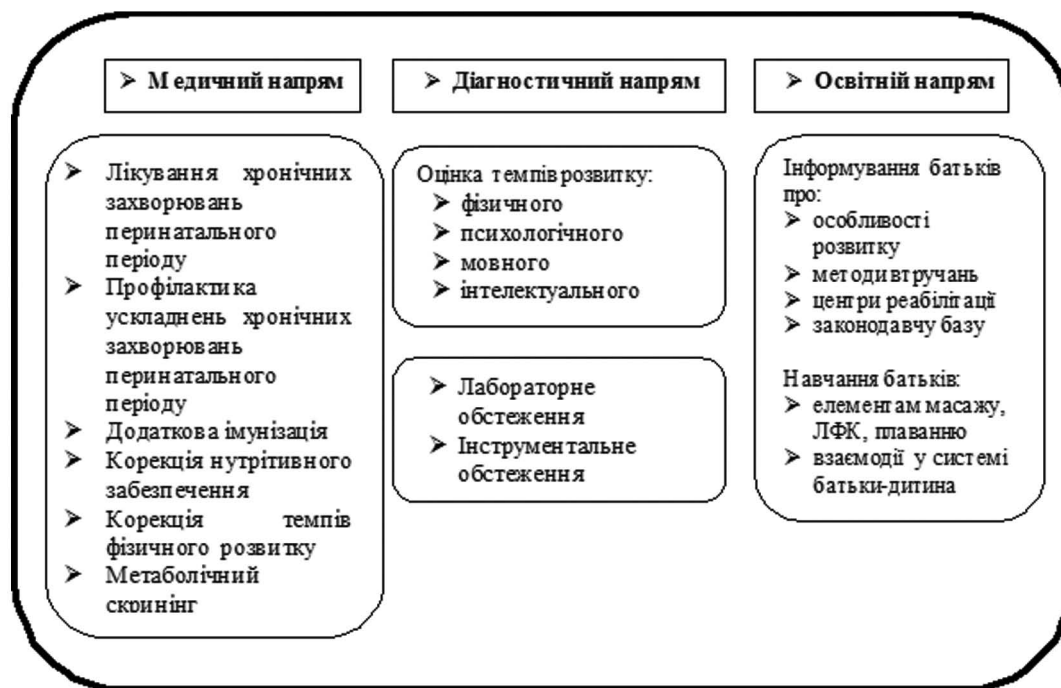 ➢ Медичний напрям
➢ Діагностичний напрям
➢ Освітній напрям
➢ Лікування хронічних
захворювань
перинатального
періоду
➢ Профілактика
ускладнень хронічних
захворювань
перинатального
періоду
➢ Додаткова імунізація
➢ Корекція нутрітивного
забезпечення
➢ Корекція темпів
фізичного розвитку
➢ Метаболічний
скринінг
Оцінка темпів розвитку:
➢ фізичного
➢ психологічного
➢ мовного
➢ інтелектуального
➢ Лабораторне
обстеження
➢ Інструментальне
обстеження
Інформування батьків
про:
➢ особливості
розвитку
➢ методи втручань
➢ центри реабілітації
➢ законодавчу базу
Навчання батьків:
➢ елементам масажу,
ЛФК, плаванню
➢ взаємодії у системі
батьки-дитина